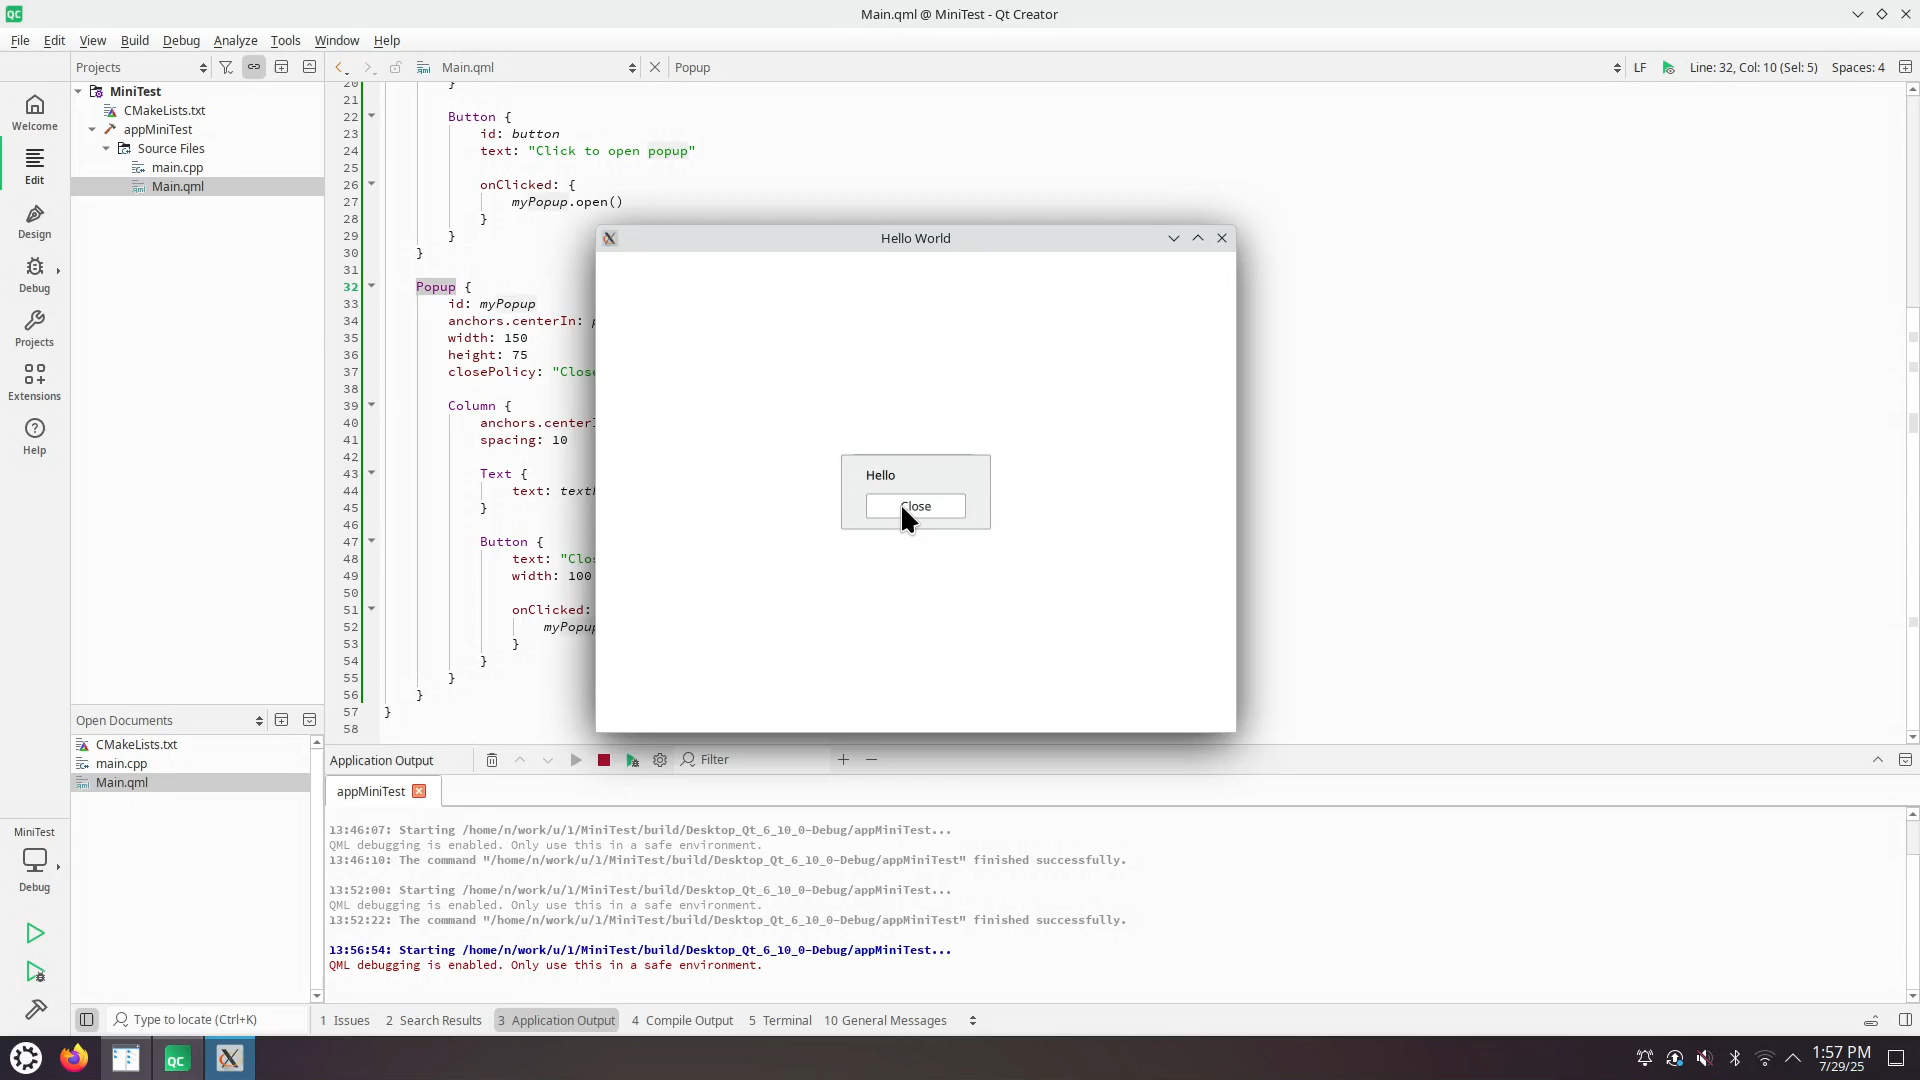 QC
Main.qml @ MiniTest - Qt Creator
File Edit View Build Debug Analyze Tools Window Help
Projects
Main.qml
Popup
LF
Line: 32, Col: 10 (Sel: 5)
Spaces: 4
Welcome
Edit
Design
Debug
Projects
Extensions
Help
MiniTest
CMakeLists.txt
appMiniTest
Source Files
main.cpp
Main.qml
20 }
21
22 Button {
23 id: button
24 text: "Click to open popup"
25
26 onClicked: {
27 myPopup.open()
28 }
29 }
30 }
31
32 Popup {
33 id: myPopup
34 anchors.centerIn:
35 width: 150
36 height: 75
37 closePolicy: "Close
38
39 Column {
40 anchors.center
41 spacing: 10
42
43 Text {
44 text: text
45 }
46
47 Button {
48 text: "Clo
49 width: 100
50
51 onClicked:
52 myPopup
53 }
54 }
55 }
56 }
57 }
58
Hello World
Hello
Close
Open Documents
CMakeLists.txt
main.cpp
Main.qml
MiniTest
Debug
Application Output
Filter
appMiniTest
13:46:07: Starting /home/n/work/u/1/MiniTest/build/Desktop_Qt_6_10_0-Debug/appMiniTest...
QML debugging is enabled. Only use this in a safe environment.
13:46:10: The command "/home/n/work/u/1/MiniTest/build/Desktop_Qt_6_10_0-Debug/appMiniTest" finished successfully.
13:52:00: Starting /home/n/work/u/1/MiniTest/build/Desktop_Qt_6_10_0-Debug/appMiniTest...
QML debugging is enabled. Only use this in a safe environment.
13:52:22: The command "/home/n/work/u/1/MiniTest/build/Desktop_Qt_6_10_0-Debug/appMiniTest" finished successfully.
13:56:54: Starting /home/n/work/u/1/MiniTest/build/Desktop_Qt_6_10_0-Debug/appMiniTest...
QML debugging is enabled. Only use this in a safe environment.
Type to locate (Ctrl+K)
1 Issues 2 Search Results 3 Application Output 4 Compile Output 5 Terminal 10 General Messages
QC
1:57 PM
7/29/25